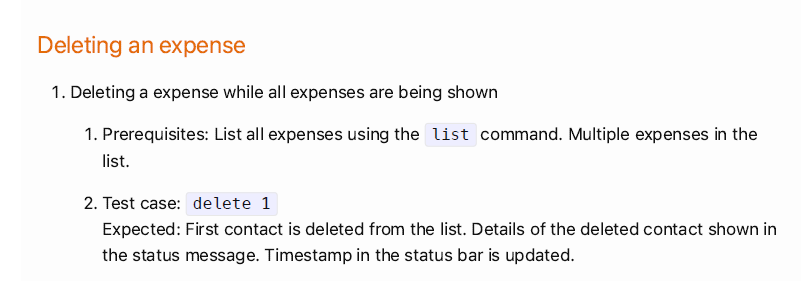 Deleting an expense
1. Deleting a expense while all expenses are being shown
1. Prerequisites: List all expenses using the list command. Multiple expenses in the
list.
2. Test case: delete 1
Expected: First contact is deleted from the list. Details of the deleted contact shown in
the status message. Timestamp in the status bar is updated.